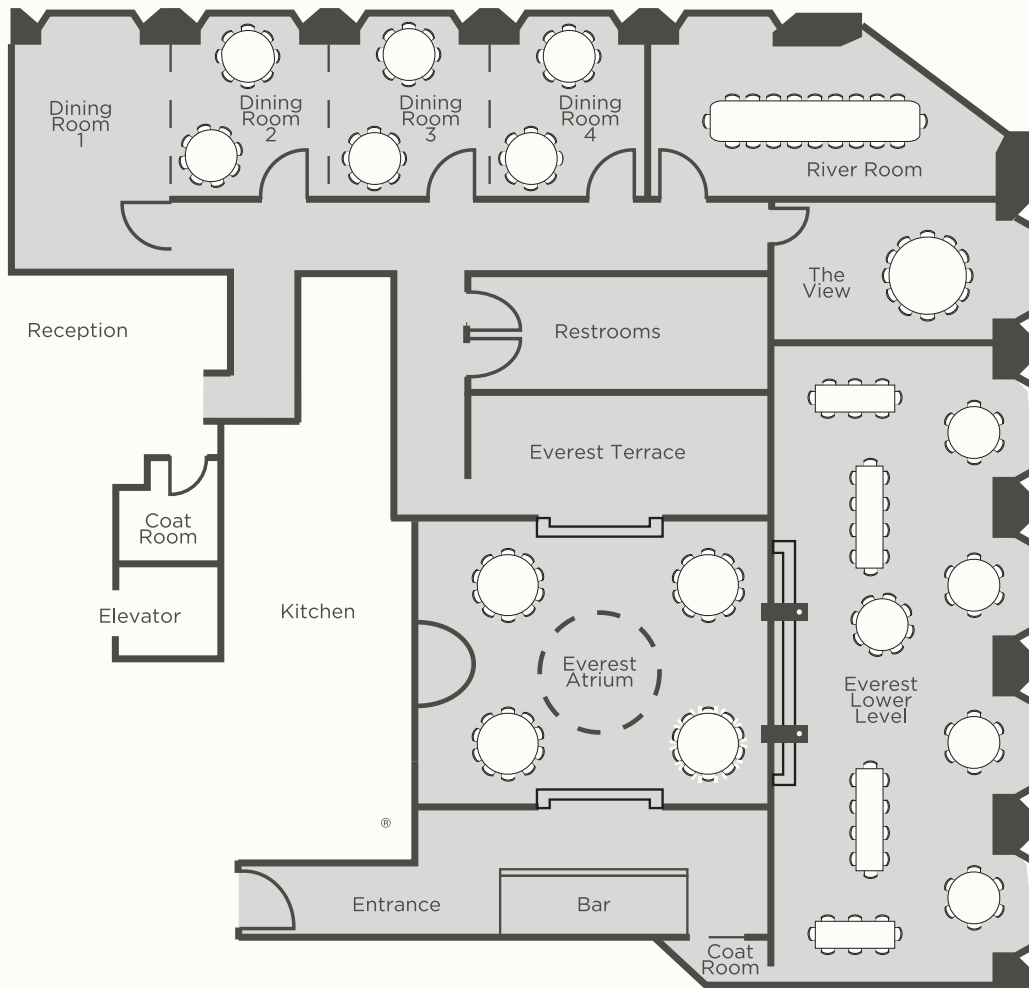 Dining
Room
1
Dining
Room
2
Dining
Room
3
Dining
Room
4
River Room
The
View
Reception
Restrooms
Everest Terrace
Coat
Room
Elevator
Kitchen
Everest
Atrium
Everest
Lower
Level
®
Entrance
Bar
Coat
Room